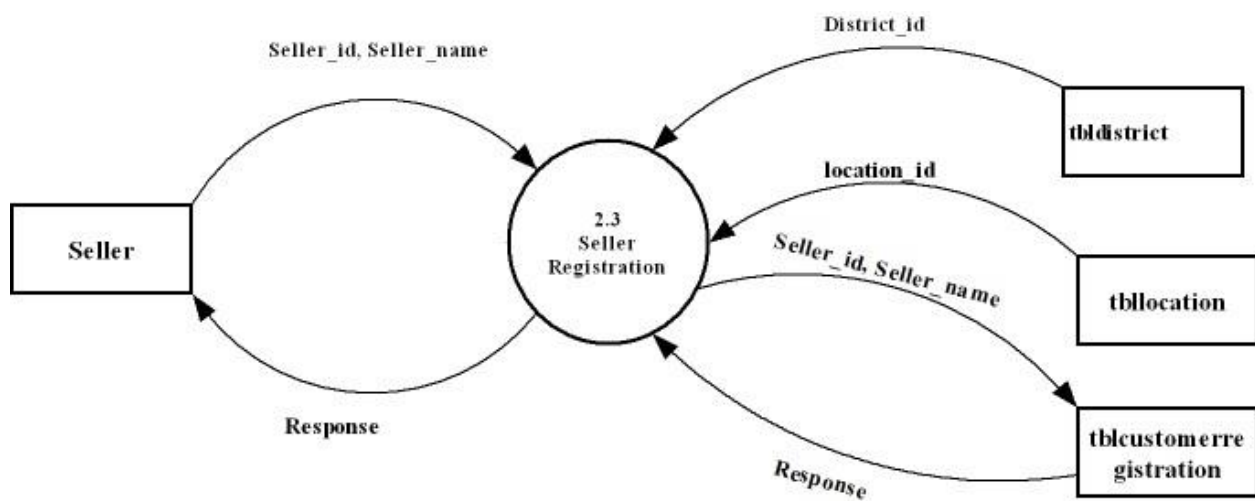 District_id
Seller_id, Seller_name
tbldistrict
location_id
2.3
Seller
Registration
Seller
Seller_id, Seller_name
tbllocation
Response
tblcustomerre
gistration
Response